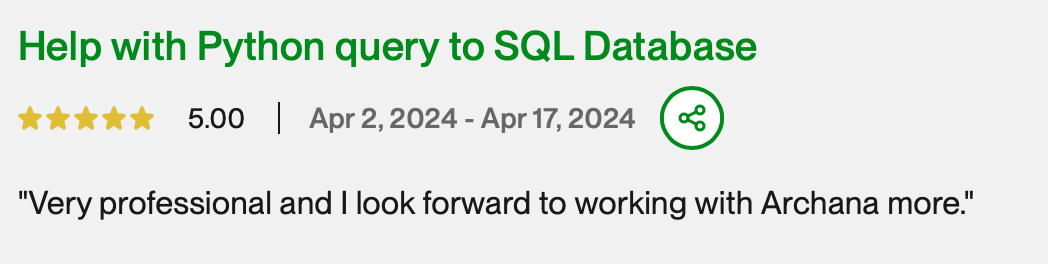 Help with Python query to SQL Database
5.00 | Apr 2, 2024 - Apr 17, 2024
"Very professional and I look forward to working with Archana more."